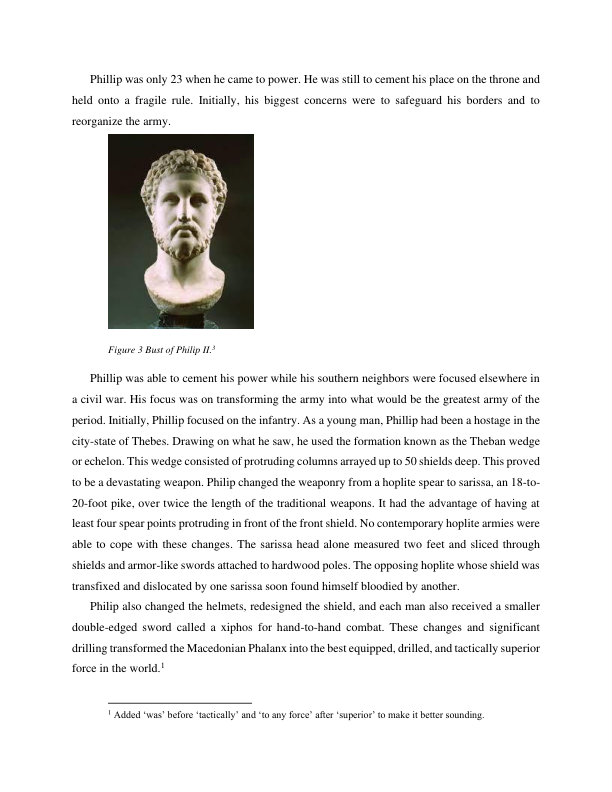 Phillip was only 23 when he came to power. He was still to cement his place on the throne and
held onto a fragile rule. Initially, his biggest concerns were to safeguard his borders and to
reorganize the army.
Figure 3 Bust of Philip II.³
Phillip was able to cement his power while his southern neighbors were focused elsewhere in
a civil war. His focus was on transforming the army into what would be the greatest army of the
period. Initially, Phillip focused on the infantry. As a young man, Phillip had been a hostage in the
city-state of Thebes. Drawing on what he saw, he used the formation known as the Theban wedge
or echelon. This wedge consisted of protruding columns arrayed up to 50 shields deep. This proved
to be a devastating weapon. Philip changed the weaponry from a hoplite spear to sarissa, an 18-to-
20-foot pike, over twice the length of the traditional weapons. It had the advantage of having at
least four spear points protruding in front of the front shield. No contemporary hoplite armies were
able to cope with these changes. The sarissa head alone measured two feet and sliced through
shields and armor-like swords attached to hardwood poles. The opposing hoplite whose shield was
transfixed and dislocated by one sarissa soon found himself bloodied by another.
Philip also changed the helmets, redesigned the shield, and each man also received a smaller
double-edged sword called a xiphos for hand-to-hand combat. These changes and significant
drilling transformed the Macedonian Phalanx into the best equipped, drilled, and tactically superior
force in the world.¹
¹ Added ‘was’ before ‘tactically’ and ‘to any force’ after ‘superior’ to make it better sounding.